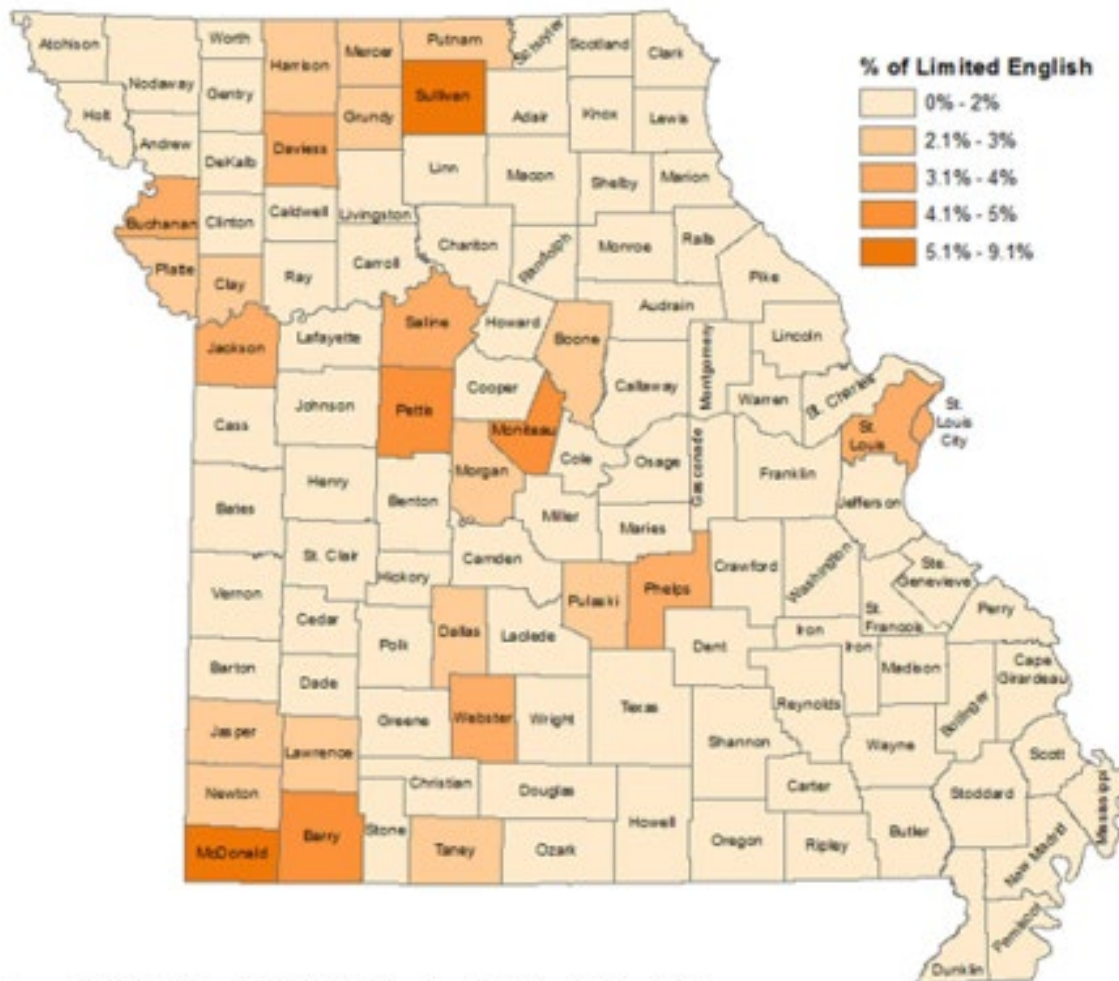 Atchison
Nodaway
Worth
Harrison
Mercer
Putnam
Schuyler
Scotland
Clark
% of Limited English
0% - 2%
2.1% - 3%
3.1% - 4%
4.1% - 5%
5.1% - 9.1%
Holt
Gentry
Sullivan
Adair
Knox
Lewis
Andrew
DeKalb
Daviess
Grundy
Linn
Macon
Shelby
Marion
Buchanan
Clinton
Caldwell
Livingston
Chariton
Randolph
Monroe
Ralls
Pike
Platte
Clay
Ray
Carroll
Audrain
Lincoln
Jackson
Lafayette
Saline
Howard
Boone
Callaway
Montgomery
Warren
St. Charles
St.
Louis
City
St.
Louis
Cass
Johnson
Pettis
Cooper
Moniteau
Cole
Osage
Gasconade
Franklin
Jefferson
Bates
Henry
Benton
Morgan
Miller
Maries
St. Clair
Hickory
Camden
Pulaski
Phelps
Crawford
Washington
Ste.
Genevieve
Vernon
Cedar
Polk
Dallas
Laclede
Dent
Iron
Iron
St.
Francois
Perry
Madison
Cape
Girardeau
Barton
Dade
Greene
Webster
Wright
Texas
Shannon
Reynolds
Wayne
Bollinger
Scott
Jasper
Lawrence
Christian
Douglas
Howell
Carter
Stoddard
Mississippi
Newton
McDonald
Barry
Stone
Taney
Ozark
Oregon
Ripley
Butler
New Madrid
Pemiscot
Dunklin